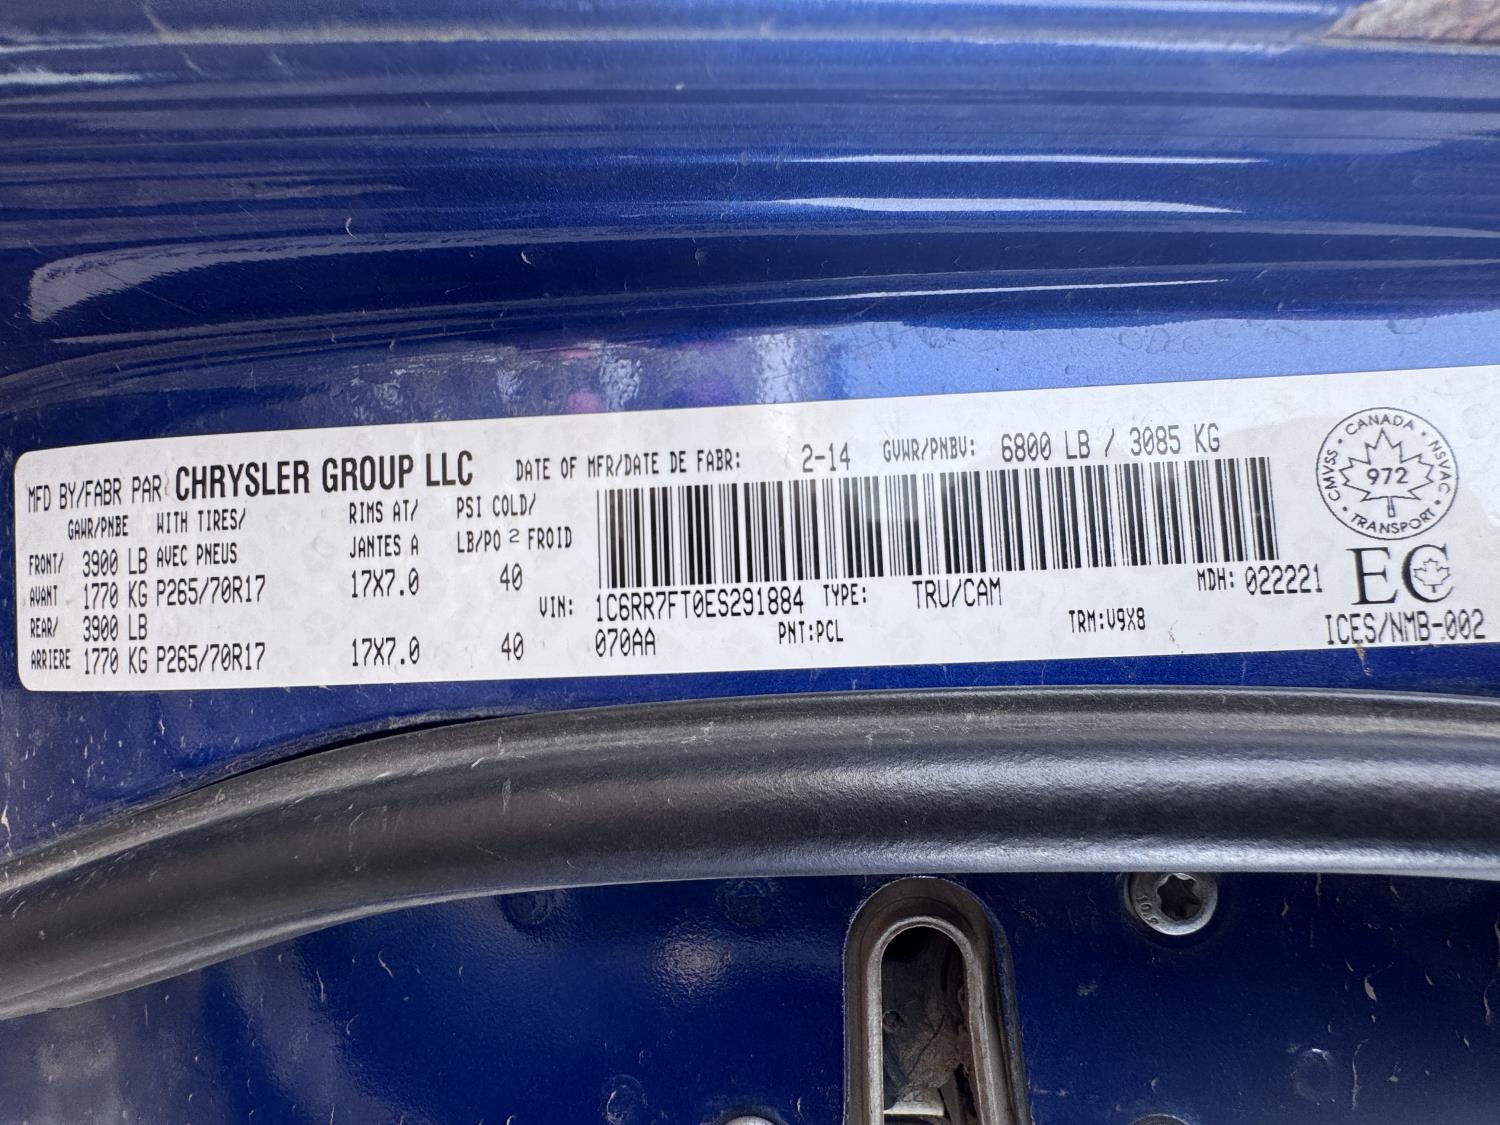 MFD BY/FABR PAR CHRYSLER GROUP LLC DATE OF MFR/DATE DE FABR: 2-14 GVWR/PNBV: 6800 LB / 3085 KG
GAWR/PNBE WITH TIRES/ RIMS AT/ PSI COLD/
FRONT/ 3900 LB AVEC PNEUS JANTES A LB/PO 2 FROID
AVANT 1770 KG P265/70R17 17X7.0 40
VIN: 1C6RR7FT0ES291884 TYPE: TRU/CAM MDH: 022221
REAR/ 3900 LB
070AA PNT:PCL TRM:V9X8
ARRIERE 1770 KG P265/70R17 17X7.0 40
CANADA • NSVAC • TRANSPORT • CMVSS •
972
EC
ICES/NMB-002
10.9